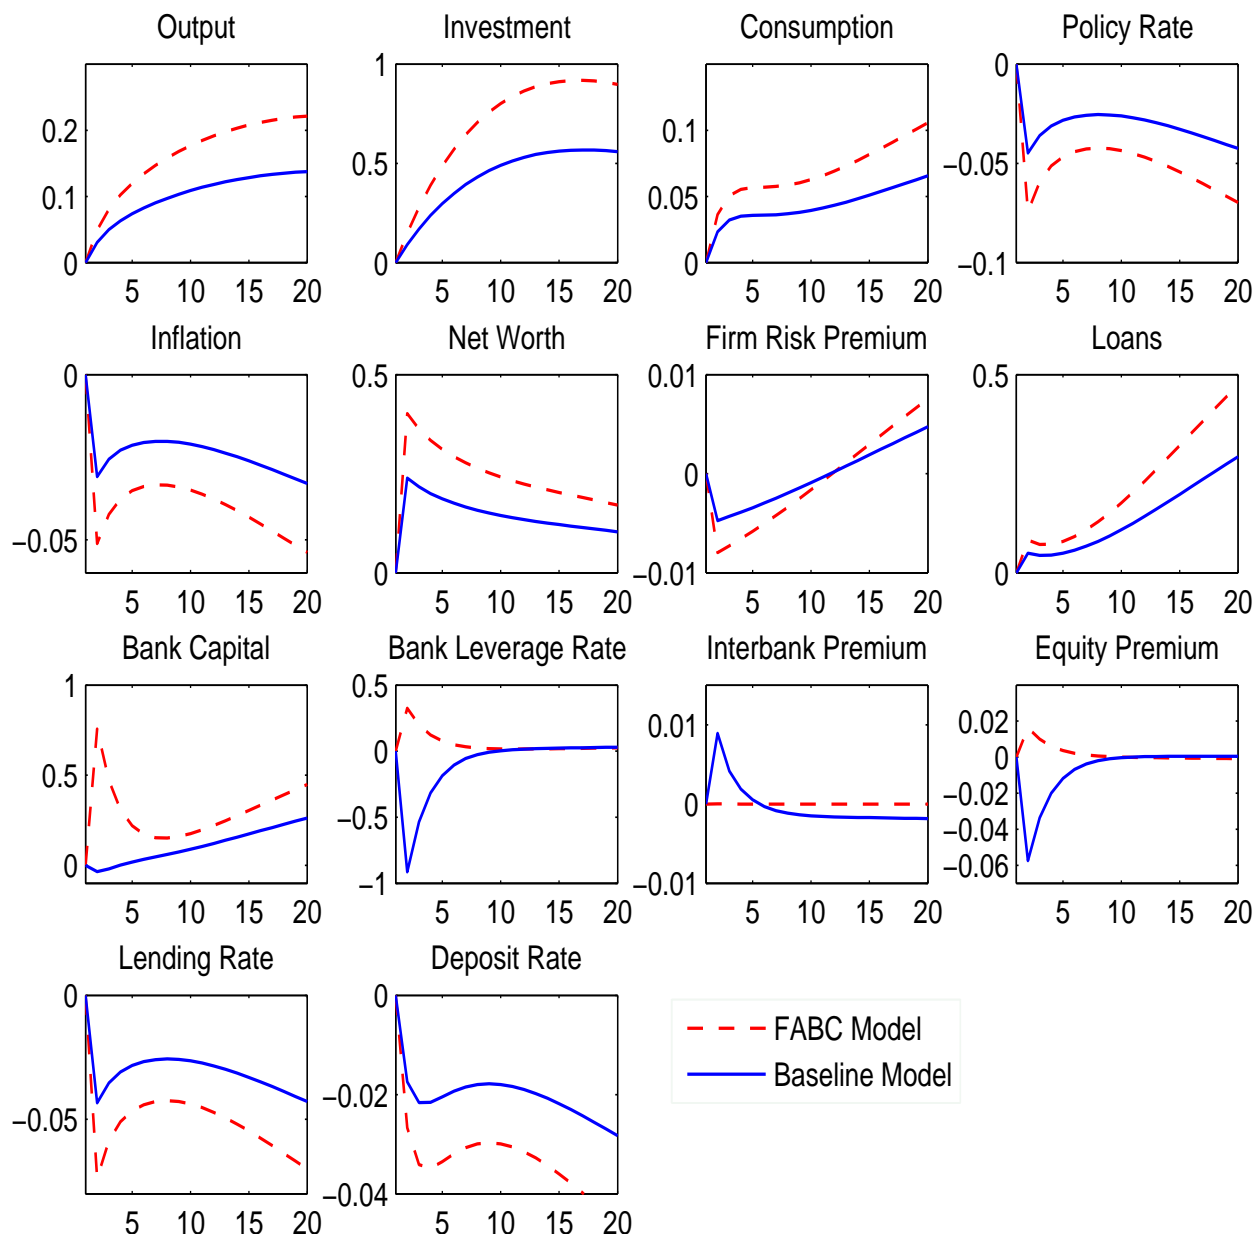 Output
Investment
Consumption
Policy Rate
0.2
0.1
0
5 10 15 20
1
0.5
0
5 10 15 20
0.1
0.05
0
5 10 15 20
0
−0.05
−0.1
5 10 15 20
Inflation
Net Worth
Firm Risk Premium
Loans
0
−0.05
5 10 15 20
0.5
0
5 10 15 20
0.01
0
−0.01
5 10 15 20
0.5
0
5 10 15 20
Bank Capital
Bank Leverage Rate
Interbank Premium
Equity Premium
1
0.5
0
5 10 15 20
0.5
0
−0.5
−1
5 10 15 20
0.01
0
−0.01
5 10 15 20
0.02
0
−0.02
−0.04
−0.06
5 10 15 20
Lending Rate
Deposit Rate
0
−0.05
5 10 15 20
0
−0.02
−0.04
5 10 15 20
FABC Model
Baseline Model